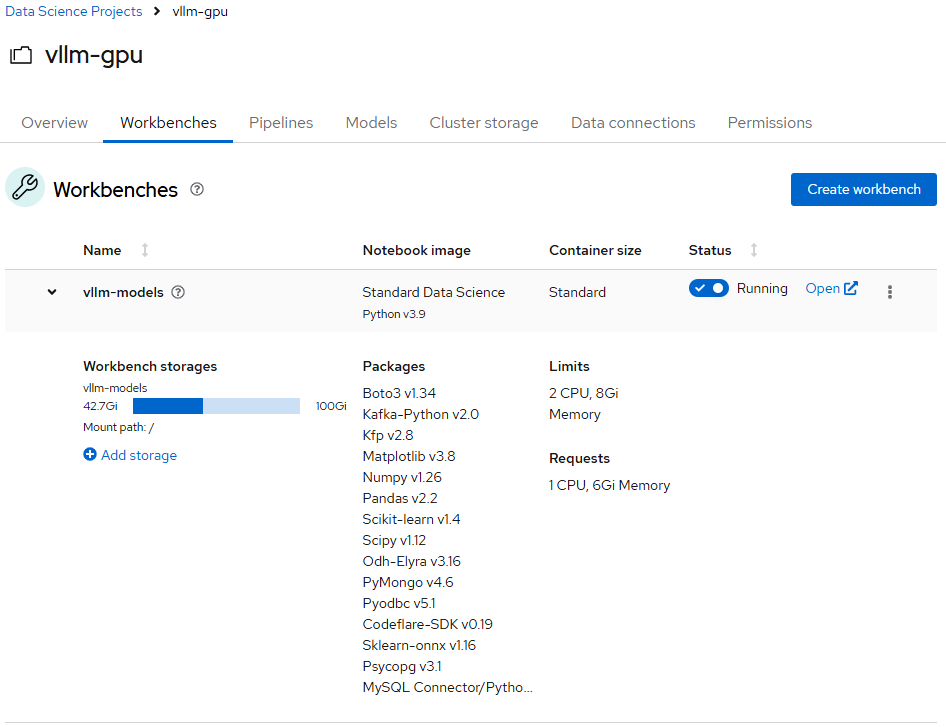 Data Science Projects > vllm-gpu
vllm-gpu
Overview Workbenches Pipelines Models Cluster storage Data connections Permissions
Workbenches
Create workbench
Name Notebook image Container size Status
vllm-models Standard Data Science Standard Running Open
Python v3.9
Workbench storages
vllm-models
42.7Gi 100Gi
Mount path: /
Add storage
Packages
Boto3 v1.34
Kafka-Python v2.0
Kfp v2.8
Matplotlib v3.8
Numpy v1.26
Pandas v2.2
Scikit-learn v1.4
Scipy v1.12
Odh-Elyra v3.16
PyMongo v4.6
Pyodbc v5.1
Codeflare-SDK v0.19
Sklearn-onnx v1.16
Psycopg v3.1
MySQL Connector/Pytho...
Limits
2 CPU, 8Gi
Memory
Requests
1 CPU, 6Gi Memory